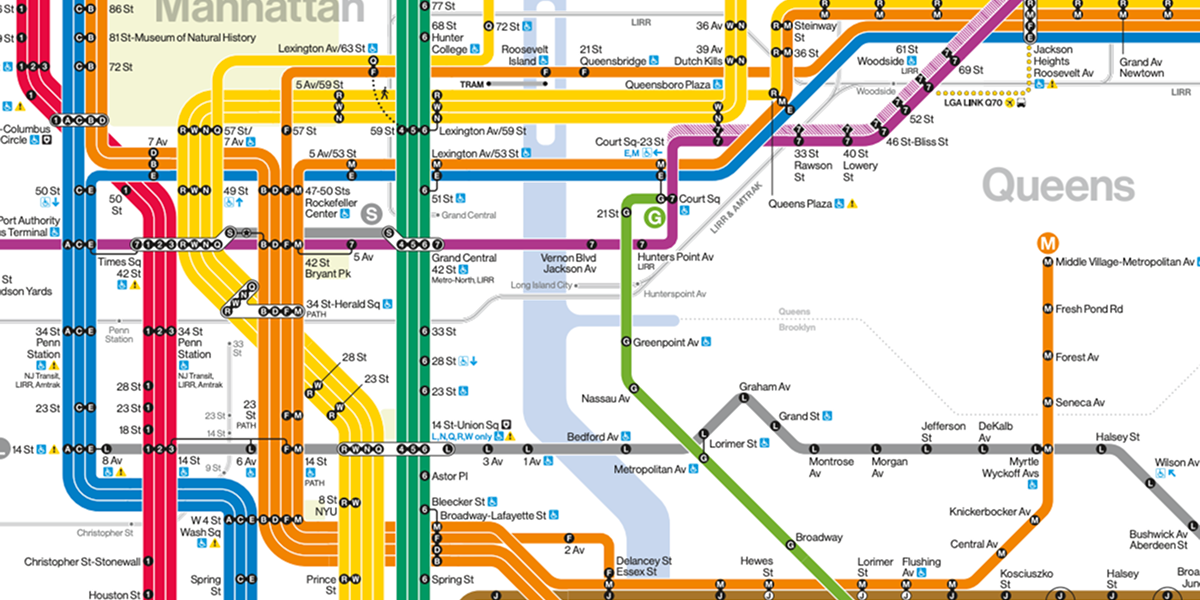 Manhattan
86 St
81 St-Museum of Natural History
72 St
77 St
68 St
Hunter
College
72 St
Lexington Av/63 St
Roosevelt
Island
21 St
Queensbridge
LIRR
36 Av
39 Av
Dutch Kills
Steinway
St
36 St
61 St
Woodside
LIRR
69 St
Woodside
Jackson
Heights
Roosevelt Av
Grand Av
Newtown
LIRR
LGA LINK Q70
TRAM
Queensboro Plaza
5 Av/59 St
59 St
Lexington Av/59 St
-Columbus
Circle
57 St/
7 Av
57 St
7 Av
5 Av/53 St
Lexington Av/53 St
Court Sq-23 St
E,M
52 St
46 St-Bliss St
33 St
Rawson
St
40 St
Lowery
St
Queens
50 St
50
St
49 St
47-50 Sts
Rockefeller
Center
51 St
Grand Central
21 St
G
Court Sq
Queens Plaza
LIRR & AMTRAK
S
Port Authority
s Terminal
Times Sq
42 St
42 St
Bryant Pk
5 Av
Grand Central
42 St
Metro-North, LIRR
Vernon Blvd
Jackson Av
Hunters Point Av
LIRR
Long Island City
Hunterspoint Av
M
Middle Village-Metropolitan Av
St
dson Yards
34 St-Herald Sq
PATH
Queens
Brooklyn
Fresh Pond Rd
34 St
Penn
Station
NJ Transit,
LIRR, Amtrak
Penn
Station
34 St
Penn
Station
NJ Transit,
LIRR, Amtrak
33
St
33 St
Greenpoint Av
28 St
28 St
Forest Av
28 St
23 St
23 St
23 St
23 St
23 St
23
St
PATH
Nassau Av
Graham Av
Seneca Av
18 St
14 St
14 St-Union Sq
L,N,Q,R,W only
Bedford Av
Lorimer St
Grand St
Jefferson
St
DeKalb
Av
Halsey St
14 St
8 Av
14 St
9 St
6 Av
14 St
PATH
3 Av
1 Av
Metropolitan Av
Montrose
Av
Morgan
Av
Myrtle
Wyckoff Avs
Wilson Av
Astor Pl
8 St
NYU
Bleecker St
Broadway-Lafayette St
Knickerbocker Av
Christopher St
W 4 St
Wash Sq
Bushwick Av
Aberdeen St
Broadway
2 Av
Central Av
Christopher St-Stonewall
Delancey St
Essex St
Hewes
St
Lorimer
St
Flushing
Av
Kosciuszko
St
Halsey
St
Spring
St
Prince
St
Spring St
Houston St